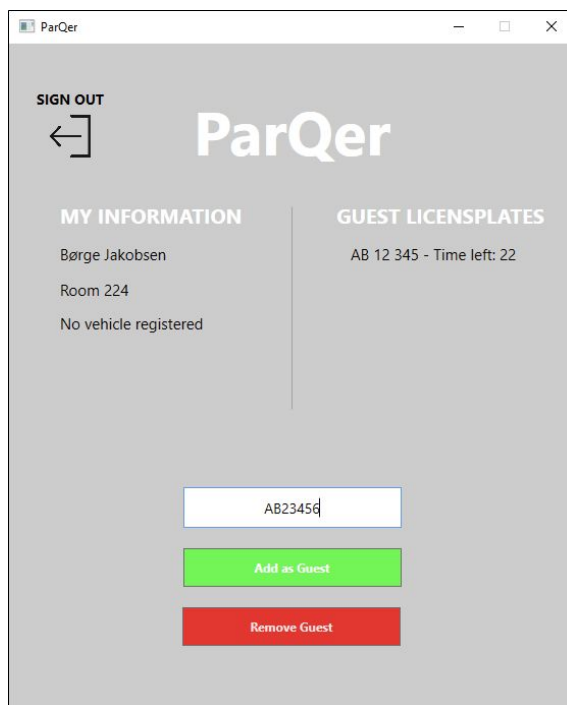 ParQer
SIGN OUT
ParQer
MY INFORMATION
Børge Jakobsen
Room 224
No vehicle registered
GUEST LICENSPLATES
AB 12 345 - Time left: 22
AB23456
Add as Guest
Remove Guest